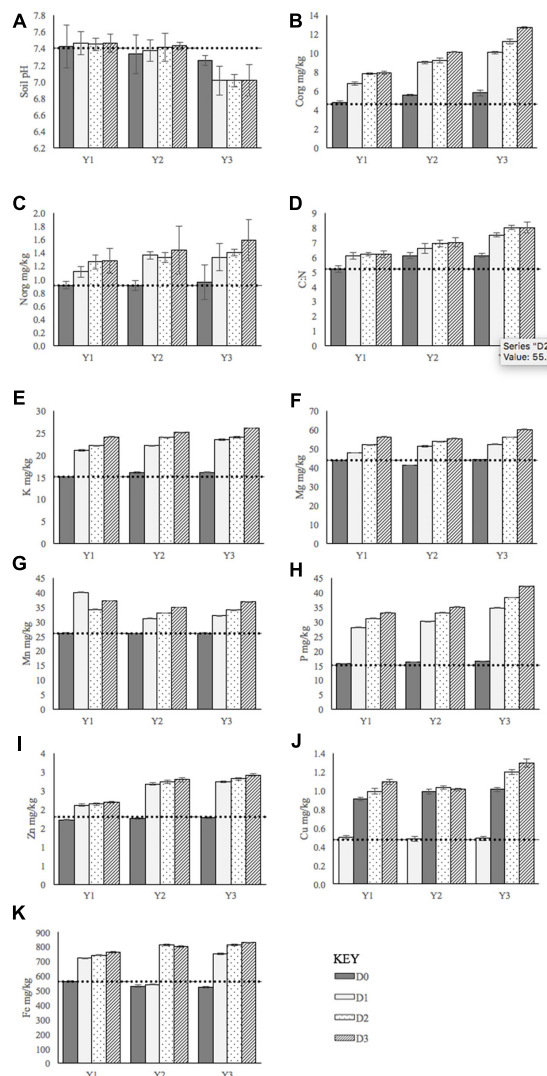 A
Soil pH
7.8
7.6
7.4
7.2
7.0
6.8
6.6
6.4
6.2
Y1 Y2 Y3
B
Corg mg/kg
14
12
10
8
6
4
2
0
Y1 Y2 Y3
C
Norg mg/kg
2.0
1.8
1.6
1.4
1.2
1.0
0.8
0.6
0.4
0.2
0.0
Y1 Y2 Y3
D
C:N
9
8
7
6
5
4
3
2
1
0
Y1 Y2
Series "D2
Value: 55.
E
K mg/kg
30
25
20
15
10
5
0
Y1 Y2 Y3
F
Mg mg/kg
70
60
50
40
30
20
10
0
Y1 Y2 Y3
G
Mn mg/kg
45
40
35
30
25
20
15
10
5
0
Y1 Y2 Y3
H
P mg/kg
45
40
35
30
25
20
15
10
5
0
Y1 Y2 Y3
I
Zn mg/kg
4
3
3
2
2
1
1
0
Y1 Y2 Y3
J
Cu mg/kg
1.4
1.2
1.0
0.8
0.6
0.4
0.2
0.0
Y1 Y2 Y3
K
Fe mg/kg
900
800
700
600
500
400
300
200
100
0
Y1 Y2 Y3
KEY
D0
D1
D2
D3